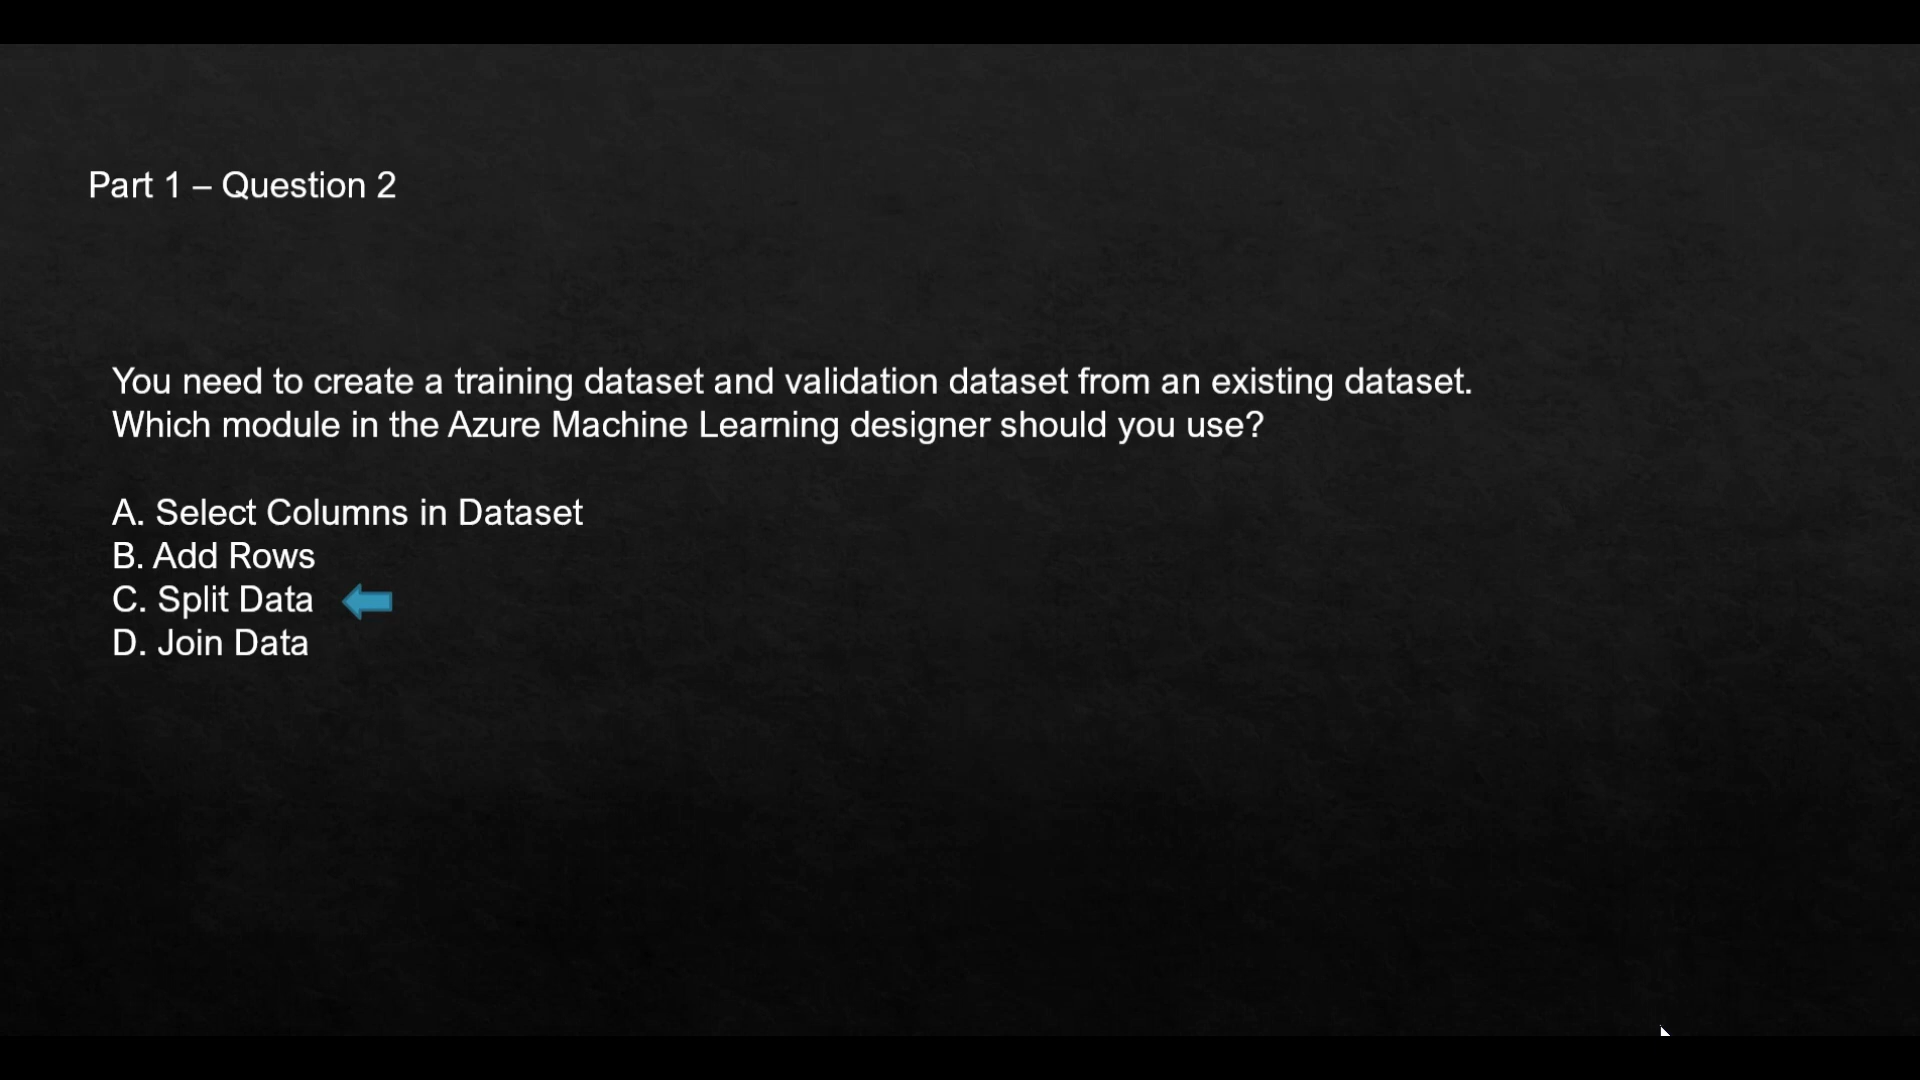 Part 1 – Question 2
You need to create a training dataset and validation dataset from an existing dataset.
Which module in the Azure Machine Learning designer should you use?
A. Select Columns in Dataset
B. Add Rows
C. Split Data
D. Join Data